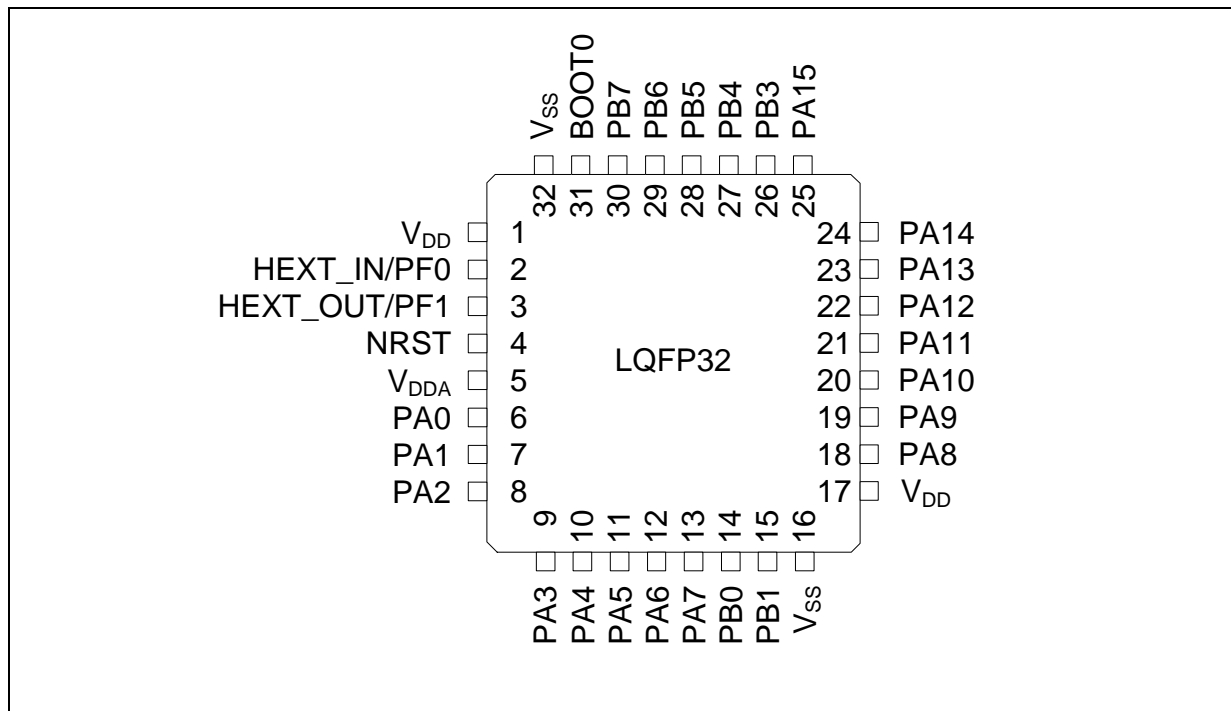 VSS
BOOT0
PB7
PB6
PB5
PB4
PB3
PA15
32
31
30
29
28
27
26
25
VDD 1
HEXT_IN/PF0 2
HEXT_OUT/PF1 3
NRST 4
VDDA 5
PA0 6
PA1 7
PA2 8
LQFP32
24 PA14
23 PA13
22 PA12
21 PA11
20 PA10
19 PA9
18 PA8
17 VDD
9
10
11
12
13
14
15
16
PA3
PA4
PA5
PA6
PA7
PB0
PB1
VSS